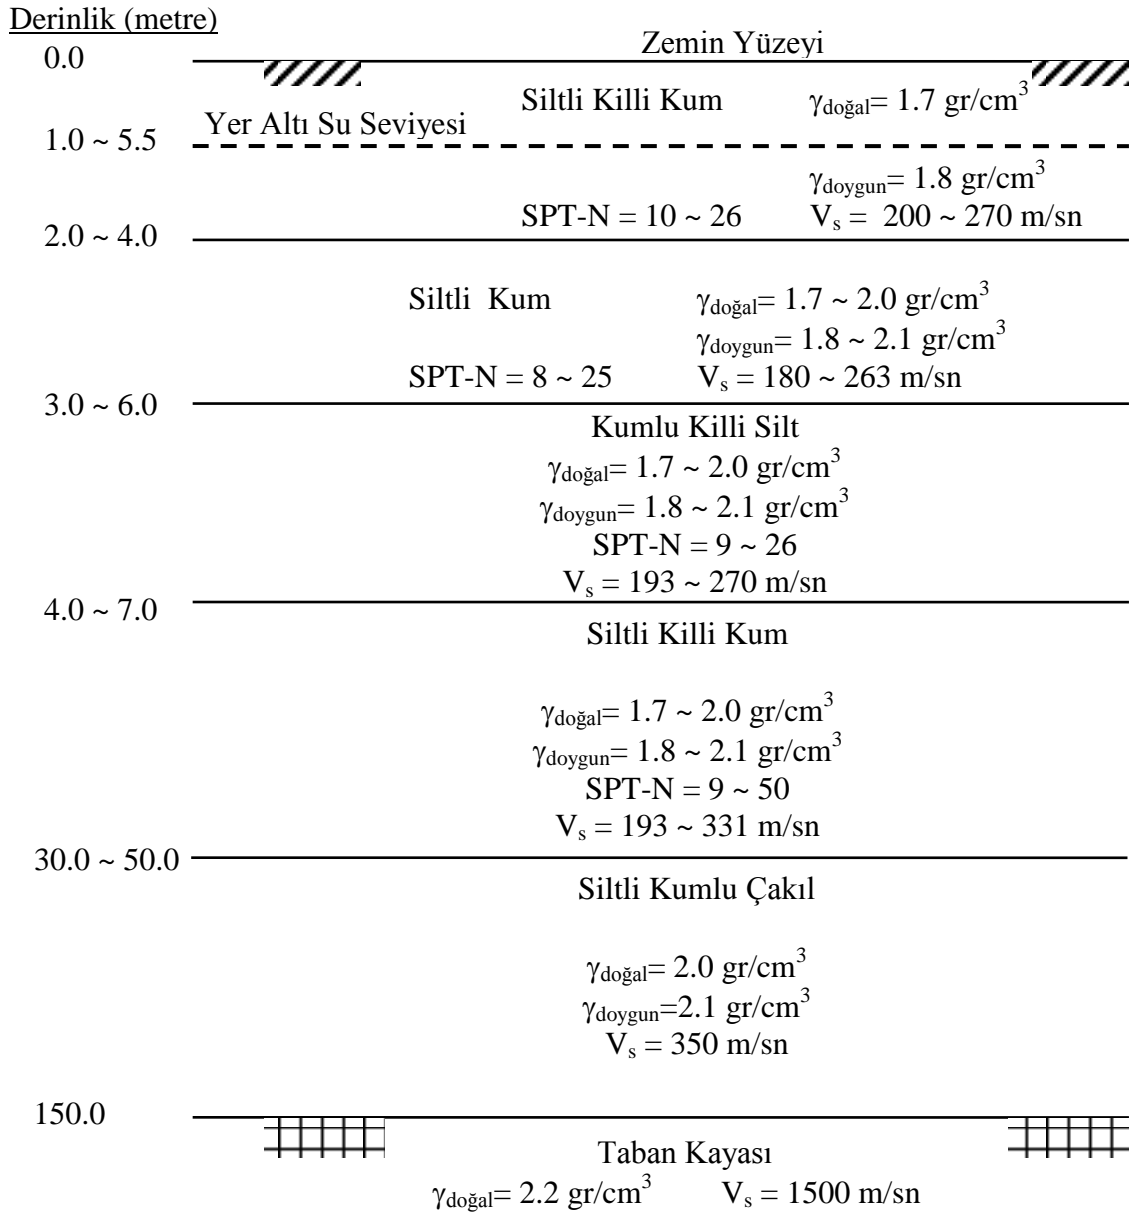 Derinlik (metre)
0.0
Zemin Yüzeyi
Siltli Killi Kum γdoğal= 1.7 gr/cm³
Yer Altı Su Seviyesi
1.0 ~ 5.5
γdoygun= 1.8 gr/cm³
SPT-N = 10 ~ 26 Vs = 200 ~ 270 m/sn
2.0 ~ 4.0
Siltli Kum γdoğal= 1.7 ~ 2.0 gr/cm³
γdoygun= 1.8 ~ 2.1 gr/cm³
SPT-N = 8 ~ 25 Vs = 180 ~ 263 m/sn
3.0 ~ 6.0
Kumlu Killi Silt
γdoğal= 1.7 ~ 2.0 gr/cm³
γdoygun= 1.8 ~ 2.1 gr/cm³
SPT-N = 9 ~ 26
Vs = 193 ~ 270 m/sn
4.0 ~ 7.0
Siltli Killi Kum
γdoğal= 1.7 ~ 2.0 gr/cm³
γdoygun= 1.8 ~ 2.1 gr/cm³
SPT-N = 9 ~ 50
Vs = 193 ~ 331 m/sn
30.0 ~ 50.0
Siltli Kumlu Çakıl
γdoğal= 2.0 gr/cm³
γdoygun=2.1 gr/cm³
Vs = 350 m/sn
150.0
Taban Kayası
γdoğal= 2.2 gr/cm³ Vs = 1500 m/sn